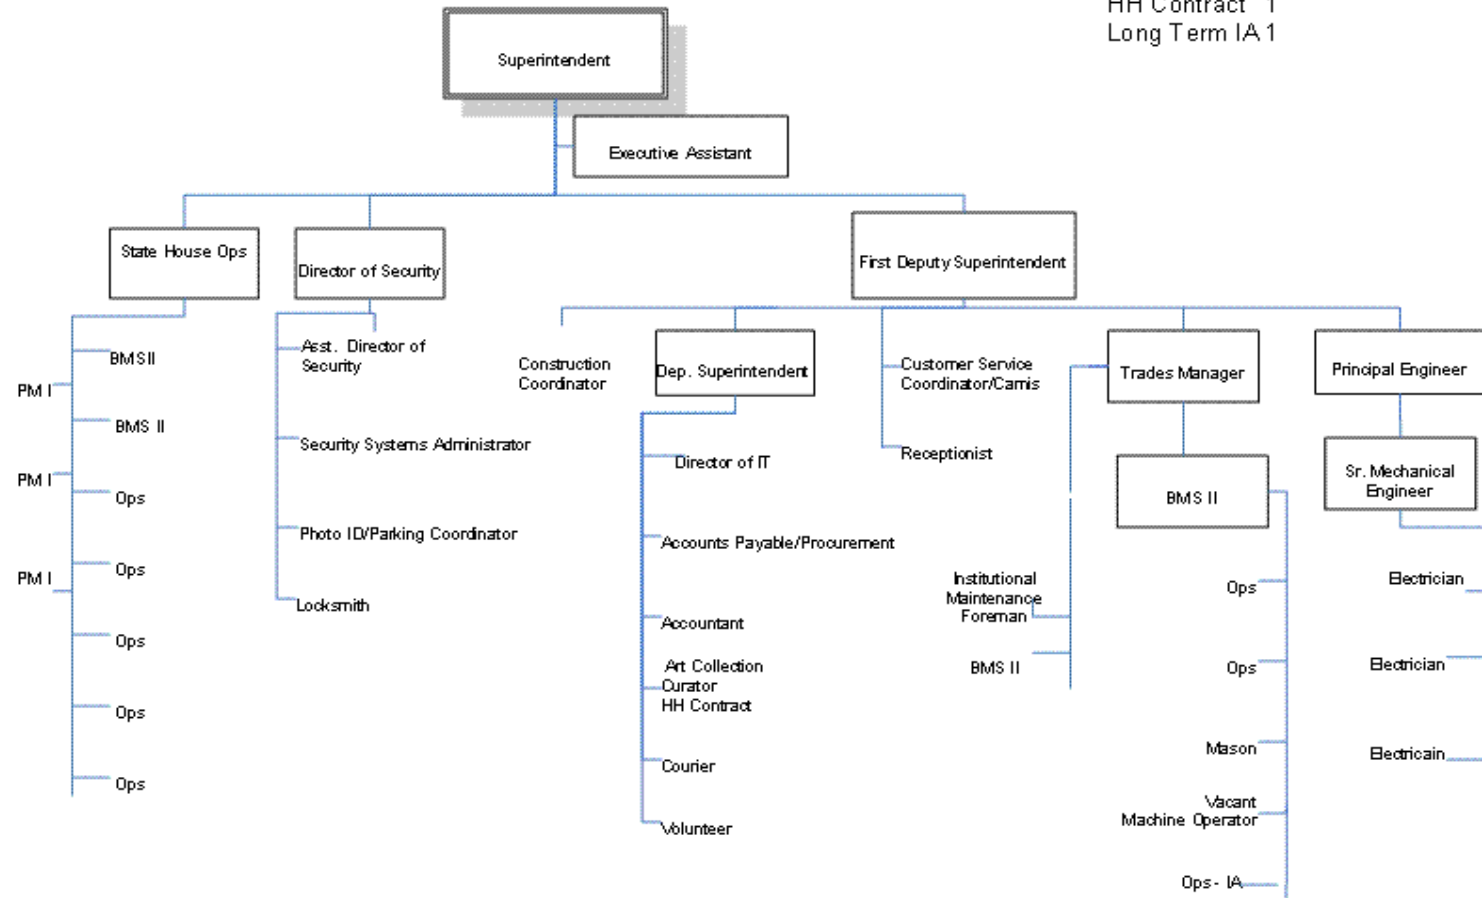 HH Contract 1
Long Term IA 1
Superintendent
Executive Assistant
State House Ops
Director of Security
First Deputy Superintendent
BMS II
PM I
BMS II
PM I
Ops
Ops
PM I
Ops
Ops
Ops
Asst. Director of
Security
Security Systems Administrator
Photo ID/Parking Coordinator
Locksmith
Construction
Coordinator
Dep. Superintendent
Director of IT
Accounts Payable/Procurement
Accountant
Art Collection
Curator
HH Contract
Courier
Volunteer
Customer Service
Coordinator/Camis
Receptionist
Trades Manager
BMS II
Institutional
Maintenance
Foreman
BMS II
Ops
Ops
Mason
Vacant
Machine Operator
Ops - IA
Principal Engineer
Sr. Mechanical
Engineer
Electrician
Electrician
Electricain